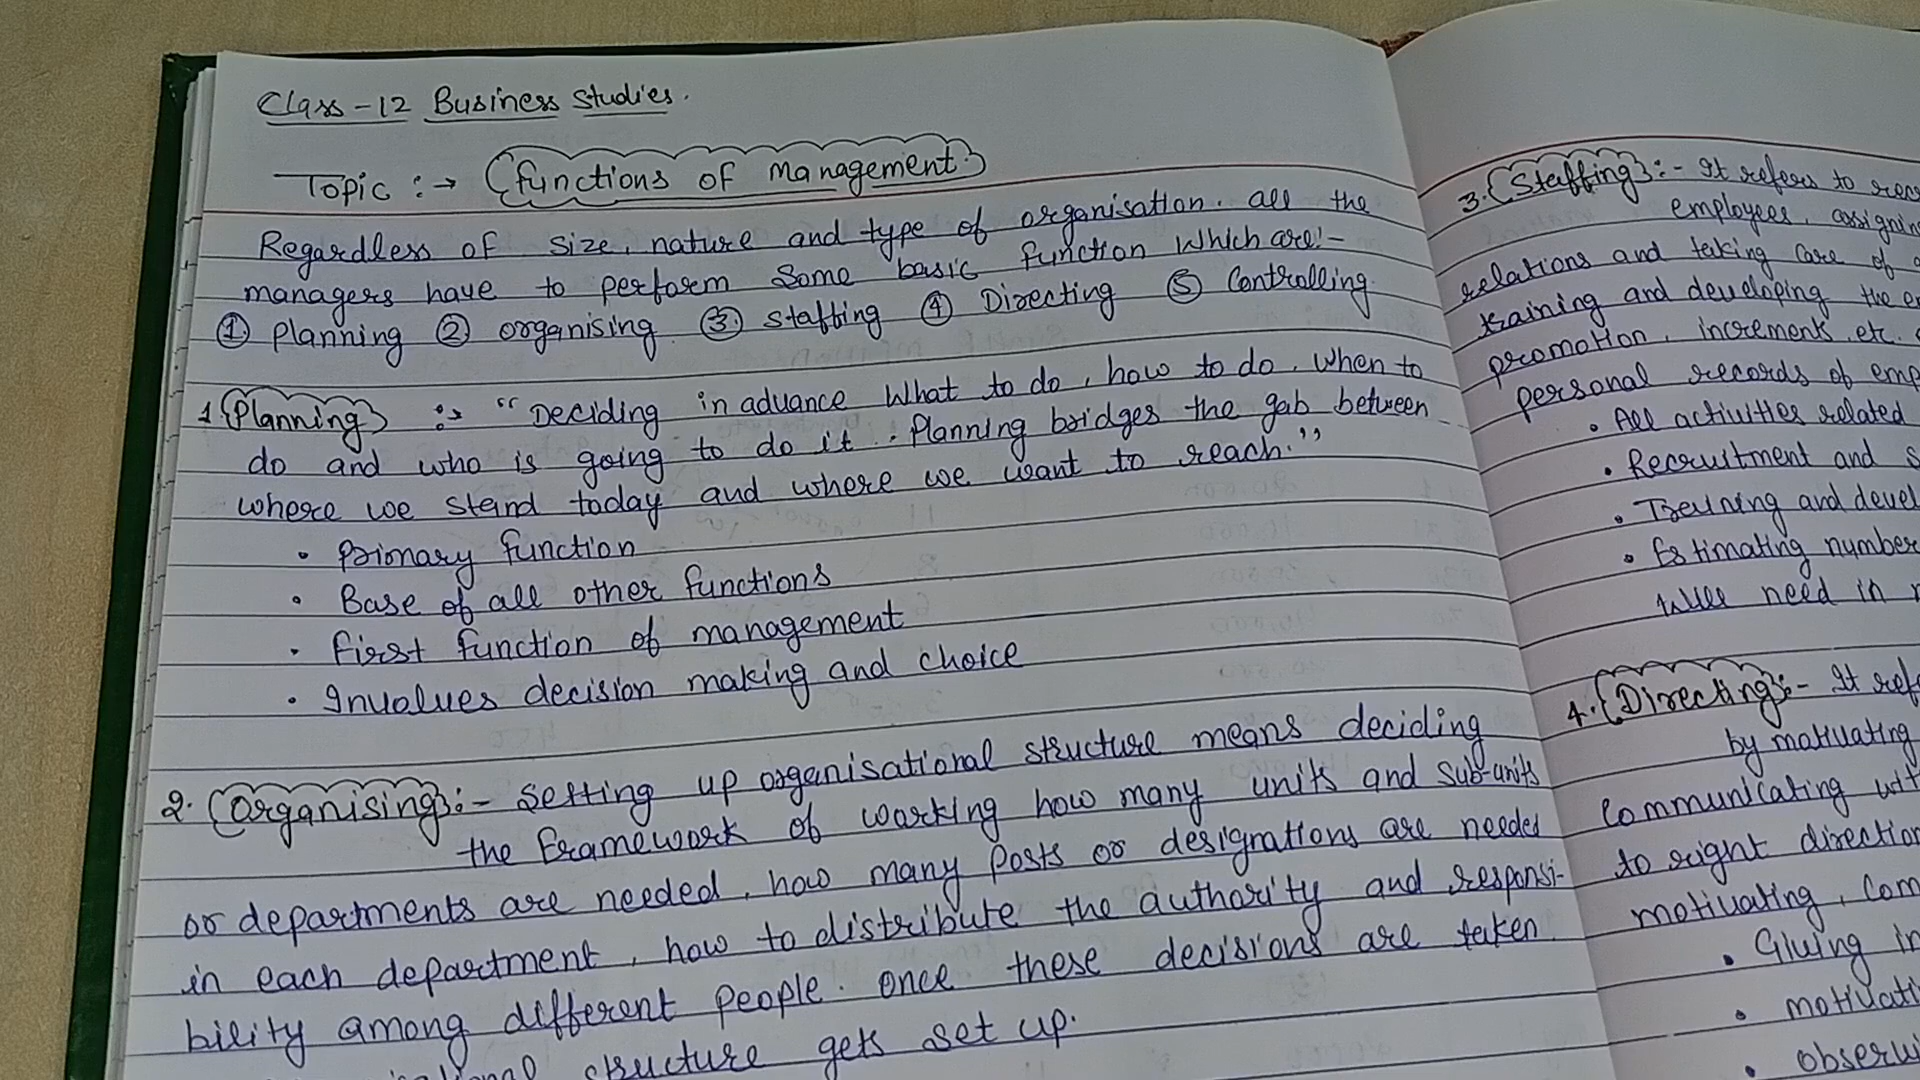 Class-12 Business Studies.
Topic :→ functions of Management.
Regardless of size, nature and type of organisation. all the
managers have to perform some basic function which are:-
① planning ② organising ③ staffing ④ Directing ⑤ Controlling
1 Planning :→ "Deciding in advance What to do, how to do. When to
do and who is going to do it. Planning bridges the gab between
where we stand today and where we want to reach."
• Primary function
• Base of all other functions
• first function of management
• Involues decision making and choice
2. Organising :- Setting up organisational structure means deciding
the framework of working how many units and sub-units
or departments are needed, how many Posts or designations are needed
in each department, how to distribute the authority and responsi-
bility among different people. once these decisions are taken
structure gets set up.
3. Staffing :- It refers to
employees,
relations and taking care of
training and developing the
promotion, increments, etc.
personal records of
• All activities related
• Recruitment and
• Training and
• Estimating number
will need in
4. Directing :- It
by motivating
Communicating
to right
motivating,
• Giving
•
•